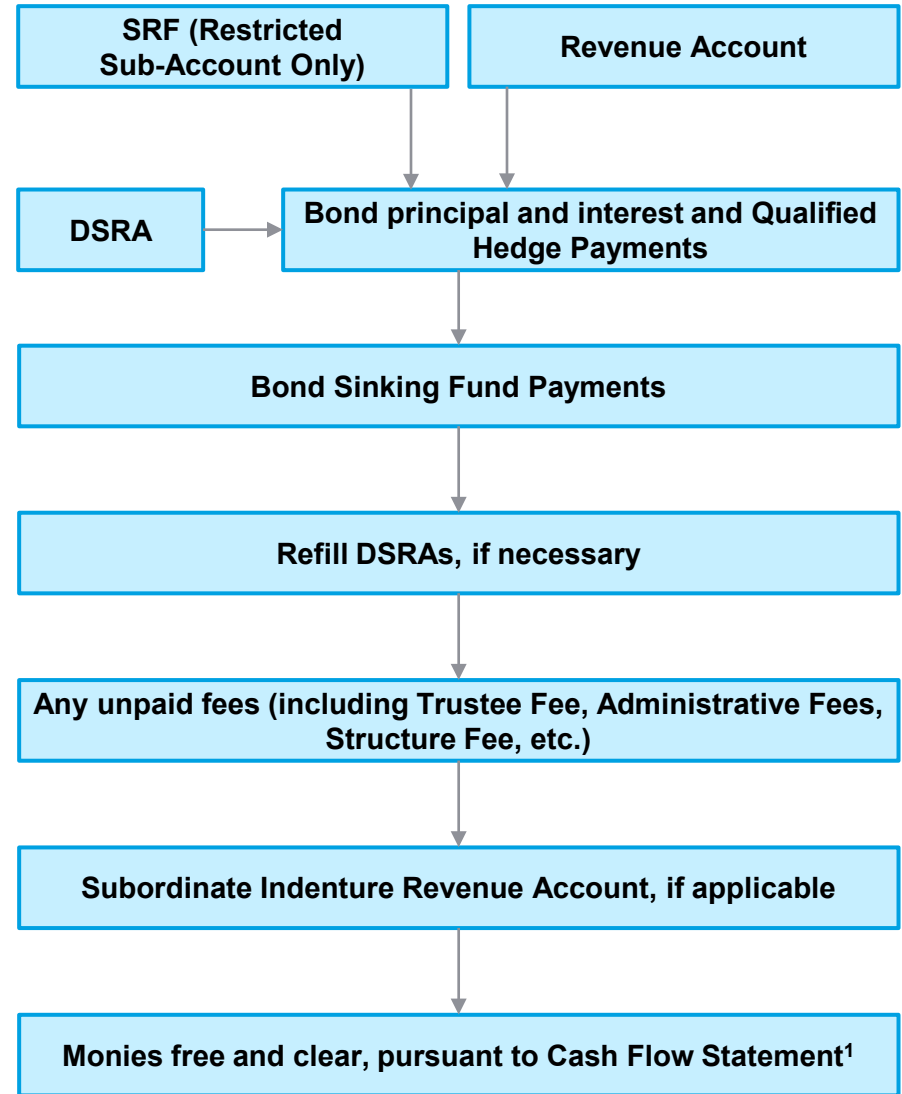 SRF (Restricted
Sub-Account Only)
Revenue Account
DSRA
Bond principal and interest and Qualified
Hedge Payments
Bond Sinking Fund Payments
Refill DSRAs, if necessary
Any unpaid fees (including Trustee Fee, Administrative Fees,
Structure Fee, etc.)
Subordinate Indenture Revenue Account, if applicable
Monies free and clear, pursuant to Cash Flow Statement¹